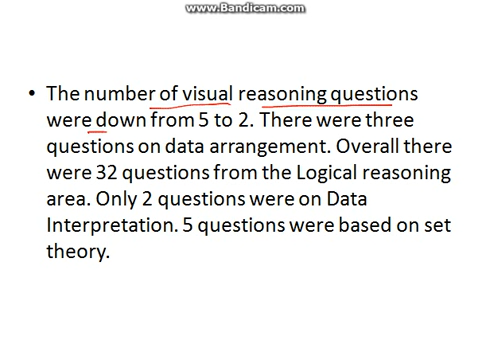 www.Bandicam.com
• The number of visual reasoning questions
were down from 5 to 2. There were three
questions on data arrangement. Overall there
were 32 questions from the Logical reasoning
area. Only 2 questions were on Data
Interpretation. 5 questions were based on set
theory.